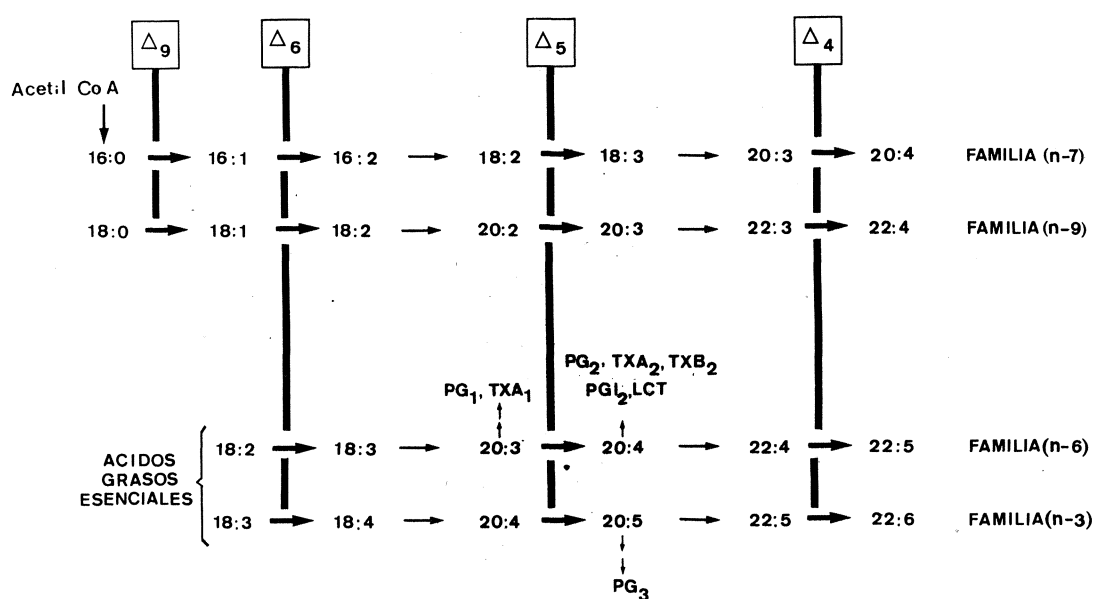 Δ9 Δ6 Δ5 Δ4
Acetil CoA
16:0 16:1 16:2 18:2 18:3 20:3 20:4 FAMILIA (n-7)
18:0 18:1 18:2 20:2 20:3 22:3 22:4 FAMILIA (n-9)
PG2, TXA2, TXB2
PG1, TXA1 PGI2, LCT
18:2 18:3 20:3 20:4 22:4 22:5 FAMILIA (n-6)
ACIDOS
GRASOS
ESENCIALES
18:3 18:4 20:4 20:5 22:5 22:6 FAMILIA (n-3)
PG3